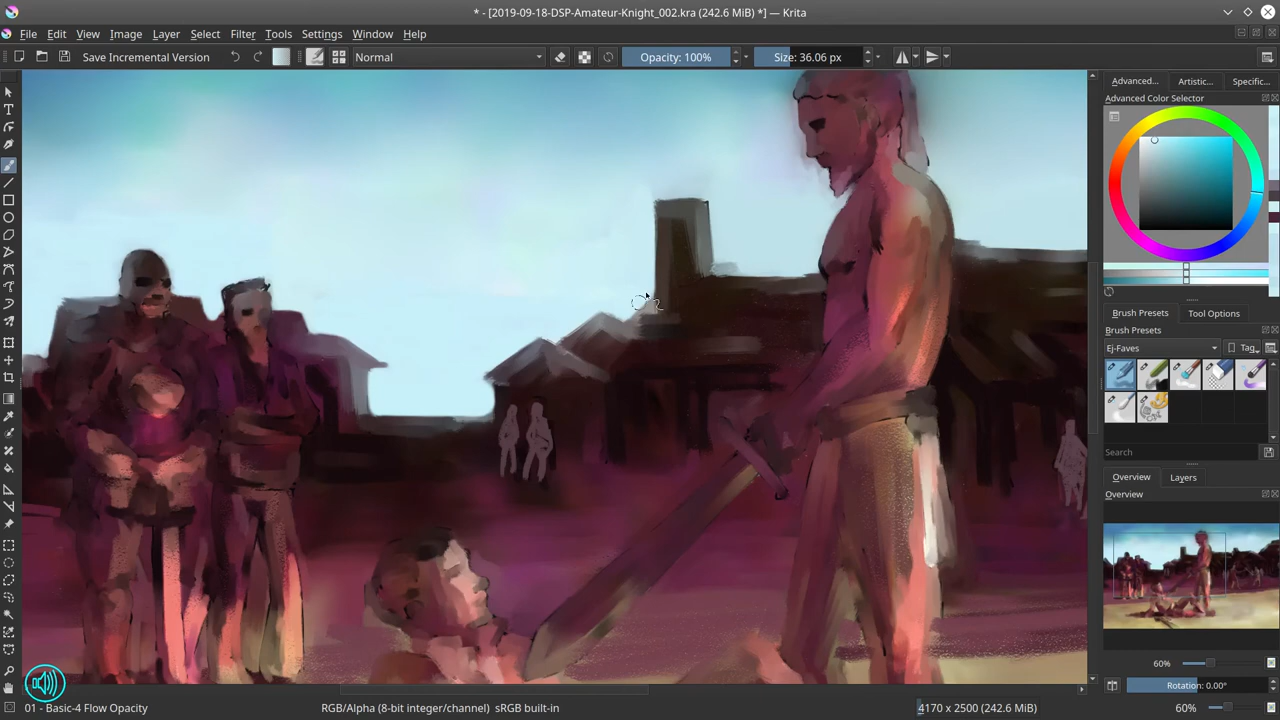 * - [2019-09-18-DSP-Amateur-Knight_002.kra (242.6 MiB) *] — Krita
File Edit View Image Layer Select Filter Tools Settings Window Help
Save Incremental Version Normal Opacity: 100% Size: 36.06 px
Advanced... Artistic... Specific...
Advanced Color Selector
Brush Presets Tool Options
Brush Presets
Ej-Faves Tag
Search
Overview Layers
Overview
60%
Rotation: 0.00°
01 - Basic-4 Flow Opacity RGB/Alpha (8-bit integer/channel) sRGB built-in 4170 x 2500 (242.6 MiB) 60%